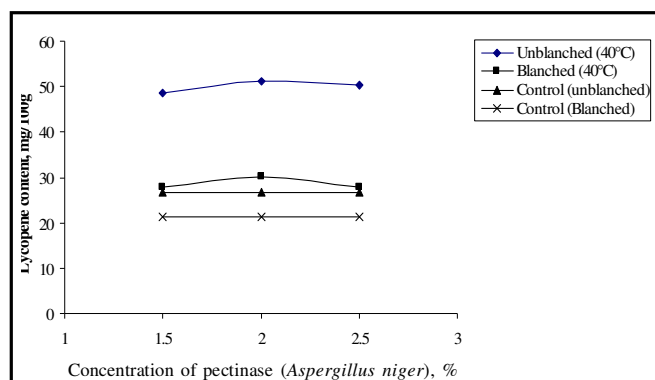 60
50
40
30
20
10
0
1
1.5
2
2.5
3
Lycopene content, mg/100g
Concentration of pectinase (Aspergillus niger), %
Unblanched (40°C)
Blanched (40°C)
Control (unblanched)
Control (Blanched)